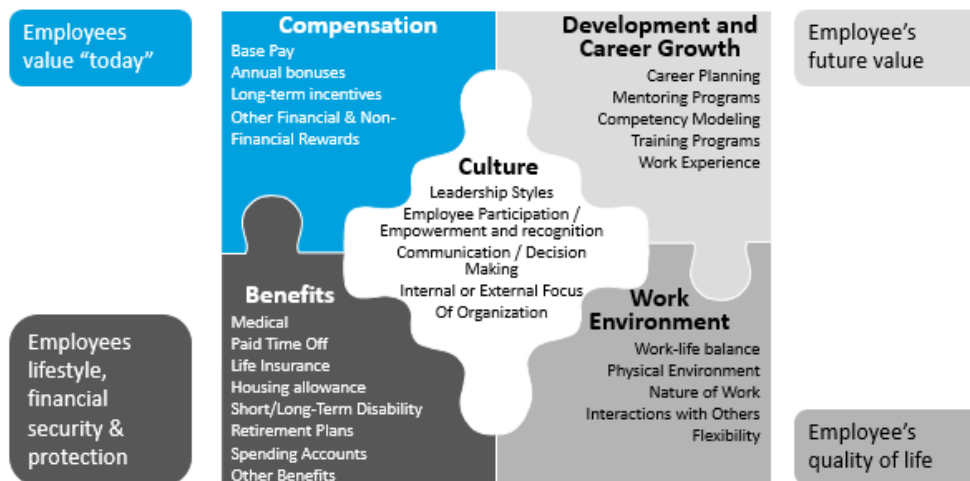 Employees
value “today”
Compensation
Base Pay
Annual bonuses
Long-term incentives
Other Financial & Non-
Financial Rewards
Development and
Career Growth
Career Planning
Mentoring Programs
Competency Modeling
Training Programs
Work Experience
Employee’s
future value
Culture
Leadership Styles
Employee Participation /
Empowerment and recognition
Communication / Decision
Making
Internal or External Focus
Of Organization
Employees
lifestyle,
financial
security &
protection
Benefits
Medical
Paid Time Off
Life Insurance
Housing allowance
Short/Long-Term Disability
Retirement Plans
Spending Accounts
Other Benefits
Work
Environment
Work-life balance
Physical Environment
Nature of Work
Interactions with Others
Flexibility
Employee’s
quality of life